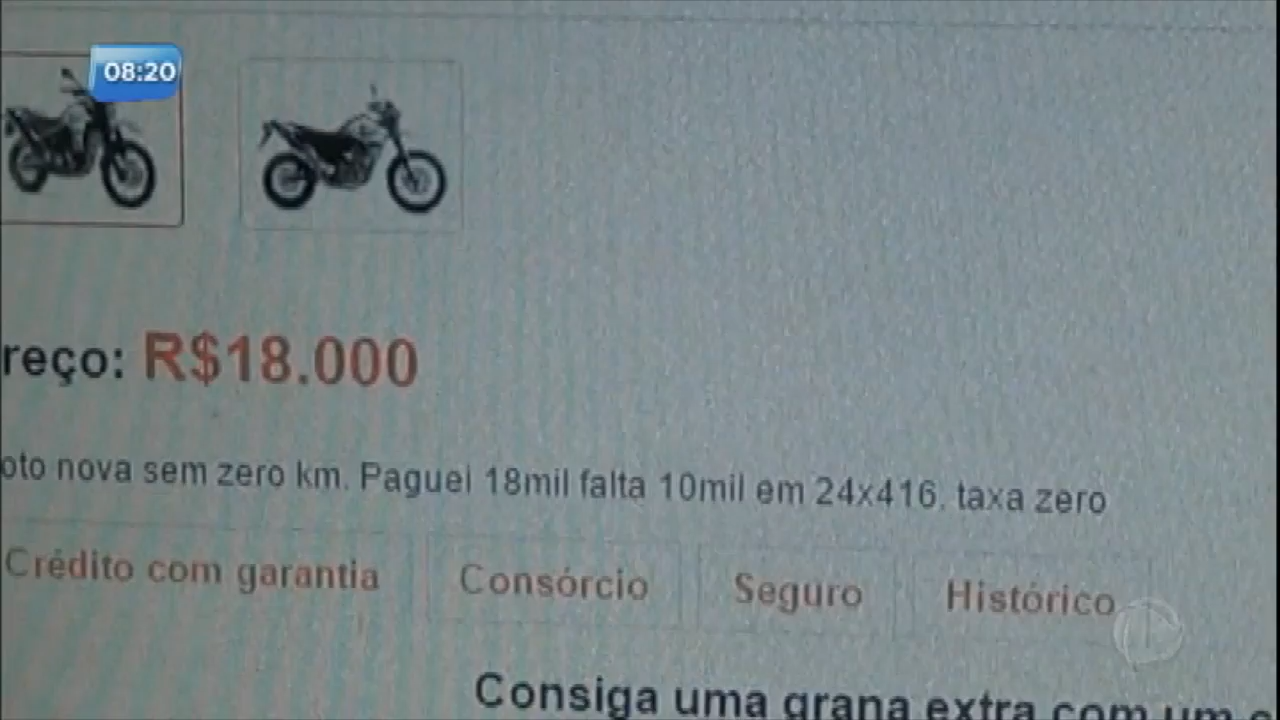 08:20
reço: R$18.000
oto nova sem zero km. Paguei 18mil falta 10mil em 24x416. taxa zero
Crédito com garantia Consórcio Seguro Histórico
Consiga uma grana extra com um